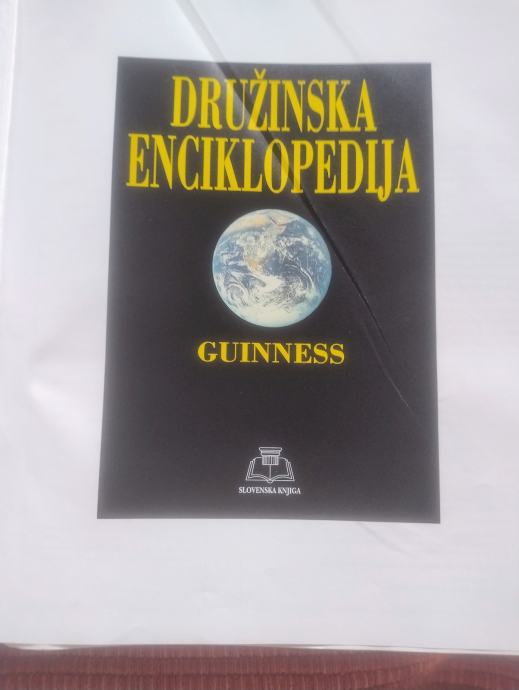 DRUŽINSKA
ENCIKLOPEDIJA
GUINNESS
SLOVENSKA KNJIGA